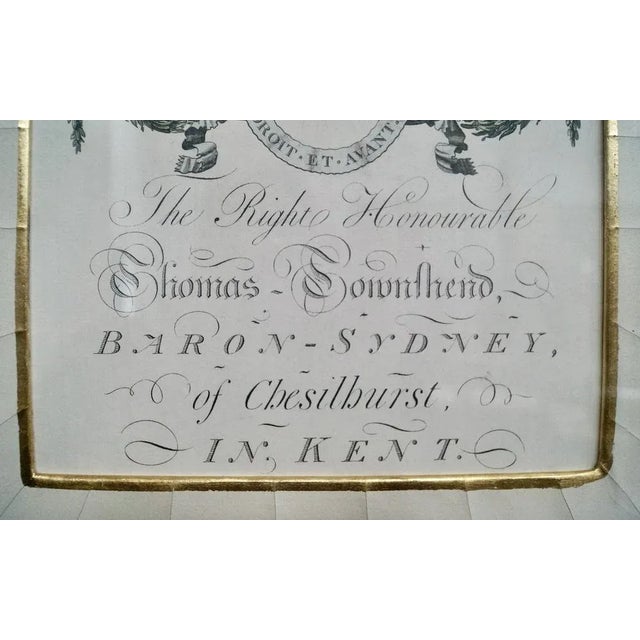 DROIT · ET · AVANT.
The Right Honourable
Thomas - Townſhend,
BARON - SYDNEY,
of Chesilhurst,
IN KENT.